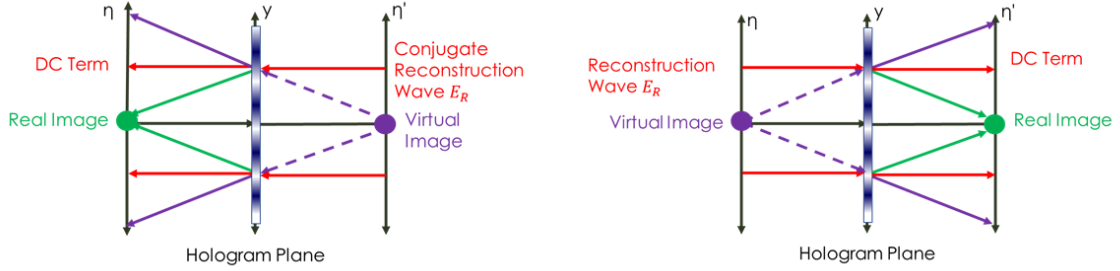 η
y
η'
DC Term
Conjugate
Reconstruction
Wave E_R
Real Image
Virtual
Image
Hologram Plane
η
y
η'
Reconstruction
Wave E_R
DC Term
Virtual Image
Real Image
Hologram Plane